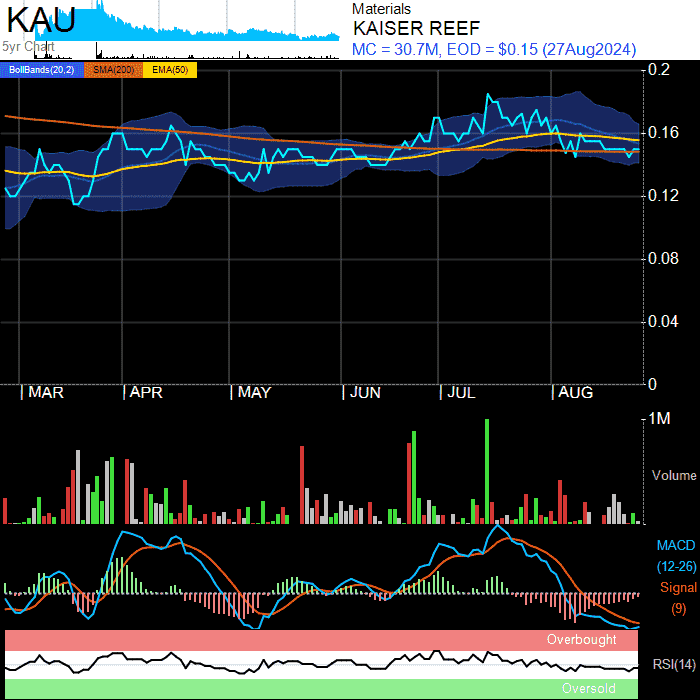 KAU
5yr Chart
Materials
KAISER REEF
MC = 30.7M, EOD = $0.15 (27Aug2024)
BollBands(20,2) SMA(200) EMA(50)
0.2
0.16
0.12
0.08
0.04
0
| MAR | APR | MAY | JUN | JUL | AUG
1M
Volume
MACD
(12-26)
Signal
(9)
Overbought
RSI(14)
Oversold